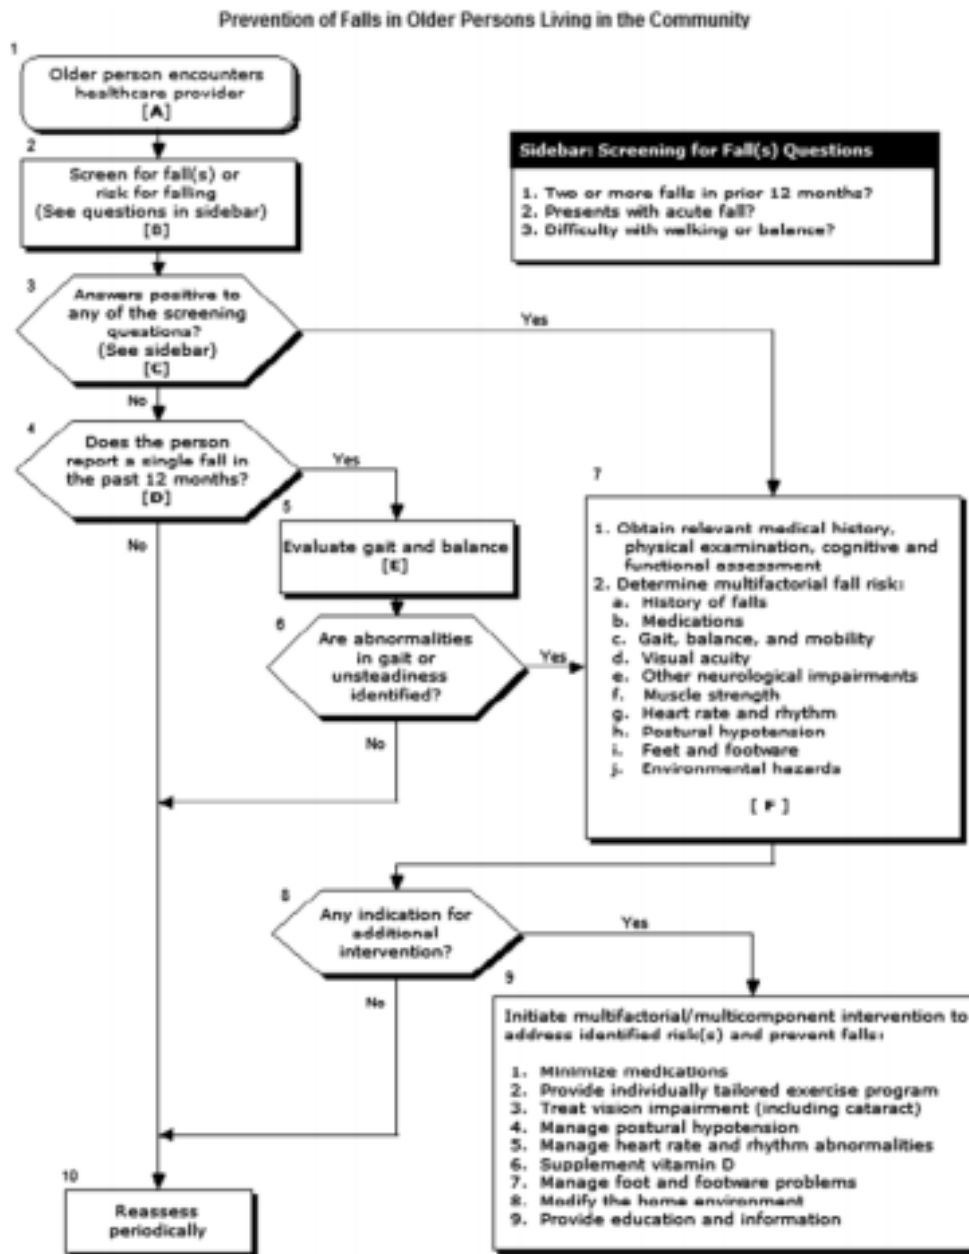 Prevention of Falls in Older Persons Living in the Community
1
Older person encounters
healthcare provider
[A]
2
Screen for fall(s) or
risk for falling
(See questions in sidebar)
[B]
Sidebar: Screening for Fall(s) Questions
1. Two or more falls in prior 12 months?
2. Presents with acute fall?
3. Difficulty with walking or balance?
3
Answers positive to
any of the screening
questions?
(See sidebar)
[C]
Yes
No
4
Does the person
report a single fall in
the past 12 months?
[D]
Yes
No
5
Evaluate gait and balance
[E]
6
Are abnormalities
in gait or
unsteadiness
identified?
Yes
No
7
1. Obtain relevant medical history,
physical examination, cognitive and
functional assessment
2. Determine multifactorial fall risk:
a. History of falls
b. Medications
c. Gait, balance, and mobility
d. Visual acuity
e. Other neurological impairments
f. Muscle strength
g. Heart rate and rhythm
h. Postural hypotension
i. Feet and footware
j. Environmental hazards
[ F ]
8
Any indication for
additional
intervention?
Yes
No
9
Initiate multifactorial/multicomponent intervention to
address identified risk(s) and prevent falls:
1. Minimize medications
2. Provide individually tailored exercise program
3. Treat vision impairment (including cataract)
4. Manage postural hypotension
5. Manage heart rate and rhythm abnormalities
6. Supplement vitamin D
7. Manage foot and footware problems
8. Modify the home environment
9. Provide education and information
10
Reassess
periodically